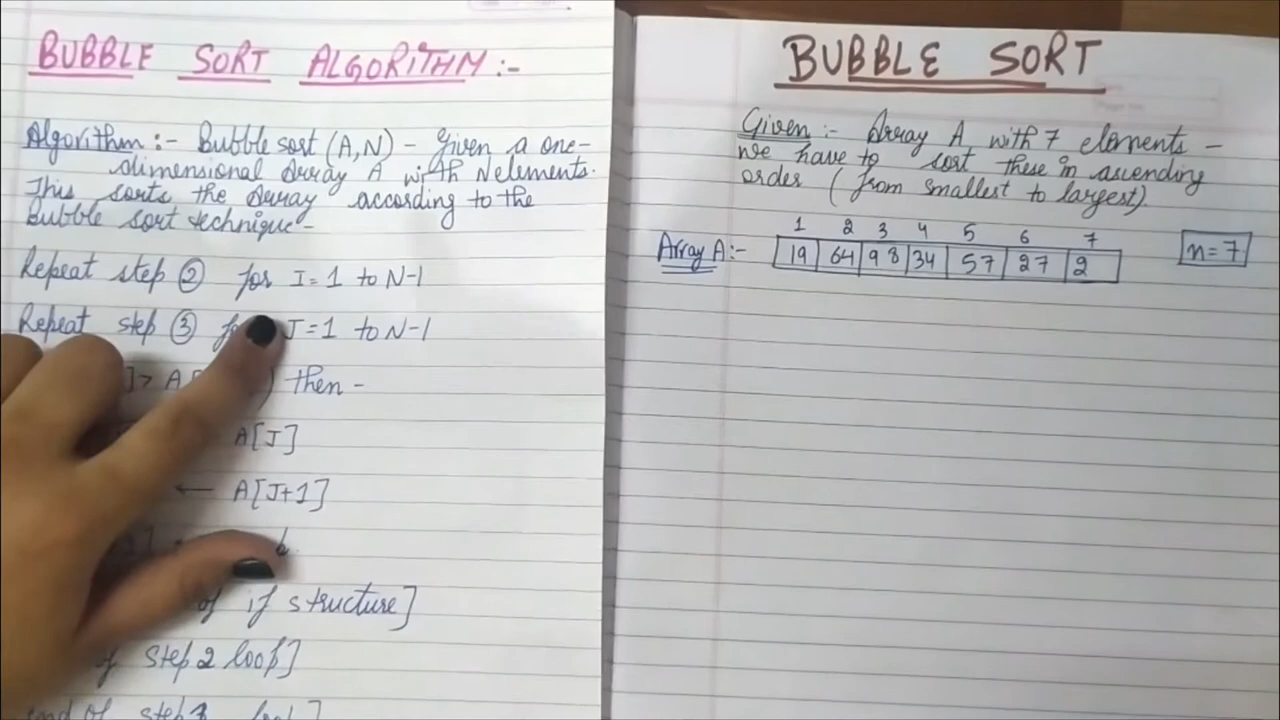 BUBBLE SORT ALGORITHM :-
Algorithm :- Bubble sort (A,N) - Given a one-
dimensional Array A with N elements.
This sorts the Array according to the
Bubble sort technique -
Repeat step ② for I = 1 to N-1
Repeat step ③ J = 1 to N-1
]> A ) then -
A[J]
← A[J+1]
]
of if structure]
step 2 loop]
end of step
BUBBLE SORT
Given :- Array A with 7 elements -
we have to sort these in ascending
order (from smallest to largest)
1 2 3 4 5 6 7
Array A :- 19 64 98 34 57 27 2
n = 7